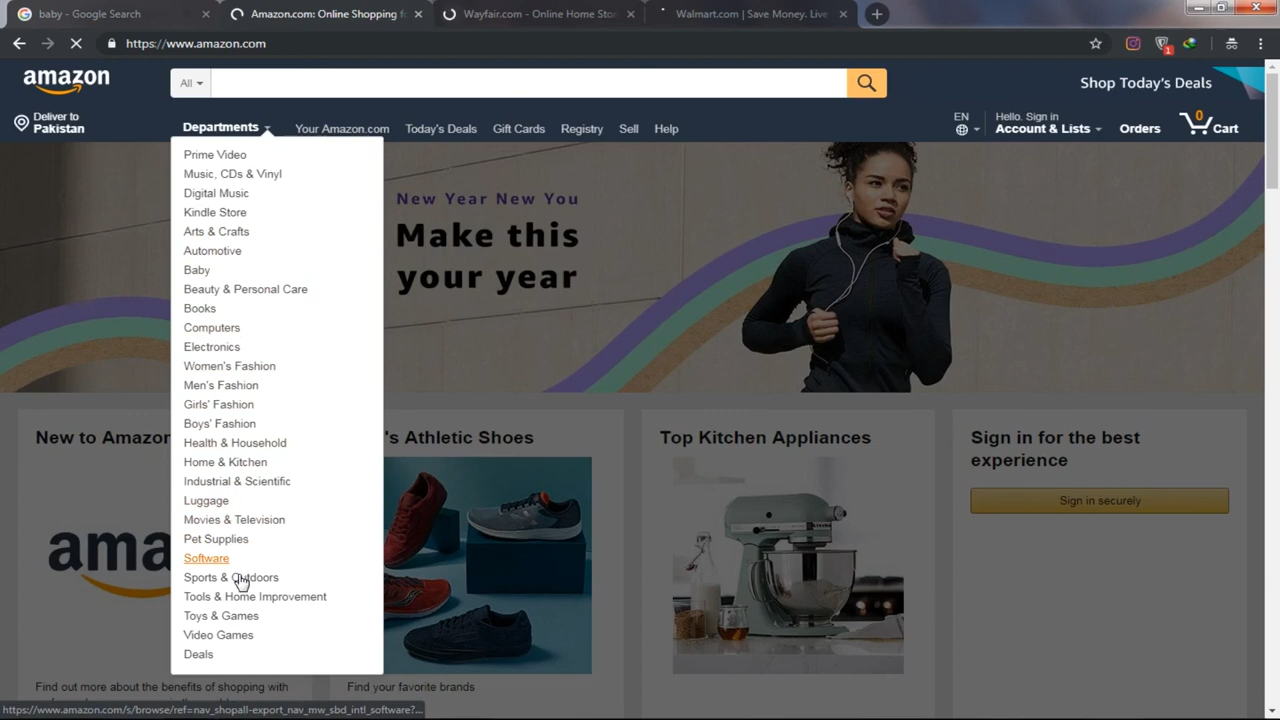 baby - Google Search
Amazon.com: Online Shopping fo
Wayfair.com - Online Home Stor
Walmart.com | Save Money. Live
https://www.amazon.com
1
amazon
All
Shop Today's Deals
Deliver to
Pakistan
Departments
Your Amazon.com
Today's Deals
Gift Cards
Registry
Sell
Help
EN
Hello. Sign in
Account & Lists
Orders
0
Cart
Prime Video
Music, CDs & Vinyl
Digital Music
Kindle Store
Arts & Crafts
Automotive
Baby
Beauty & Personal Care
Books
Computers
Electronics
Women's Fashion
Men's Fashion
Girls' Fashion
Boys' Fashion
Health & Household
Home & Kitchen
Industrial & Scientific
Luggage
Movies & Television
Pet Supplies
Software
Sports & Outdoors
Tools & Home Improvement
Toys & Games
Video Games
Deals
New Year New You
Make this
your year
New to Amazon
ama
Find out more about the benefits of shopping with
's Athletic Shoes
Find your favorite brands
Top Kitchen Appliances
Sign in for the best
experience
Sign in securely
https://www.amazon.com/s/browse/ref=nav_shopall-export_nav_mw_sbd_intl_software?...